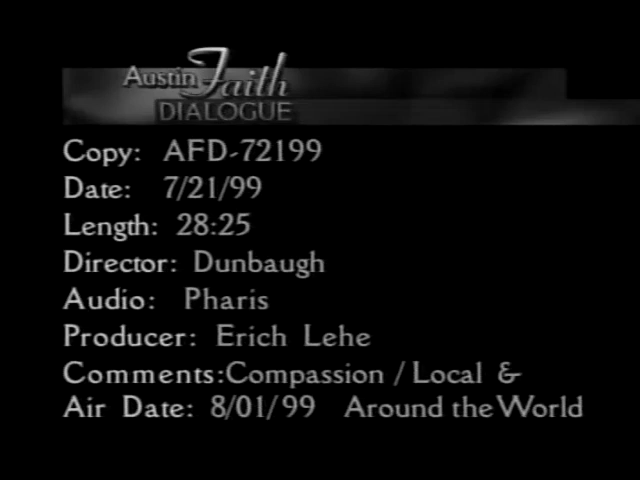 Austin Faith
DIALOGUE
Copy: AFD-72199
Date: 7/21/99
Length: 28:25
Director: Dunbaugh
Audio: Pharis
Producer: Erich Lehe
Comments:Compassion / Local &
Air Date: 8/01/99 Around the World